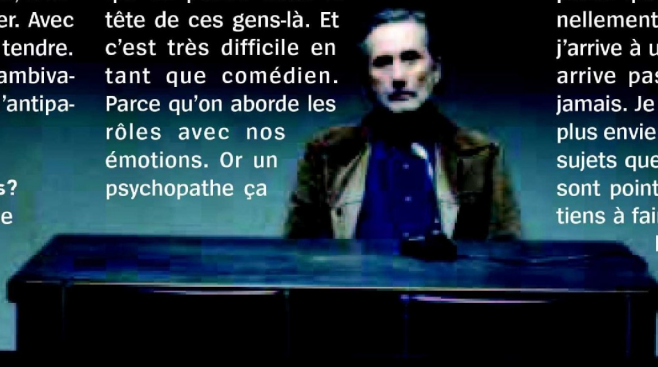 er. Avec
tendre.
ambiva-
'antipa-
s?
e
tête de ces gens-là. Et
c'est très difficile en
tant que comédien.
Parce qu'on aborde les
rôles avec nos
émotions. Or un
psychopathe ça
nellement
j'arrive à u
arrive pas
jamais. Je
plus envie
sujets que
sont point
tiens à fai